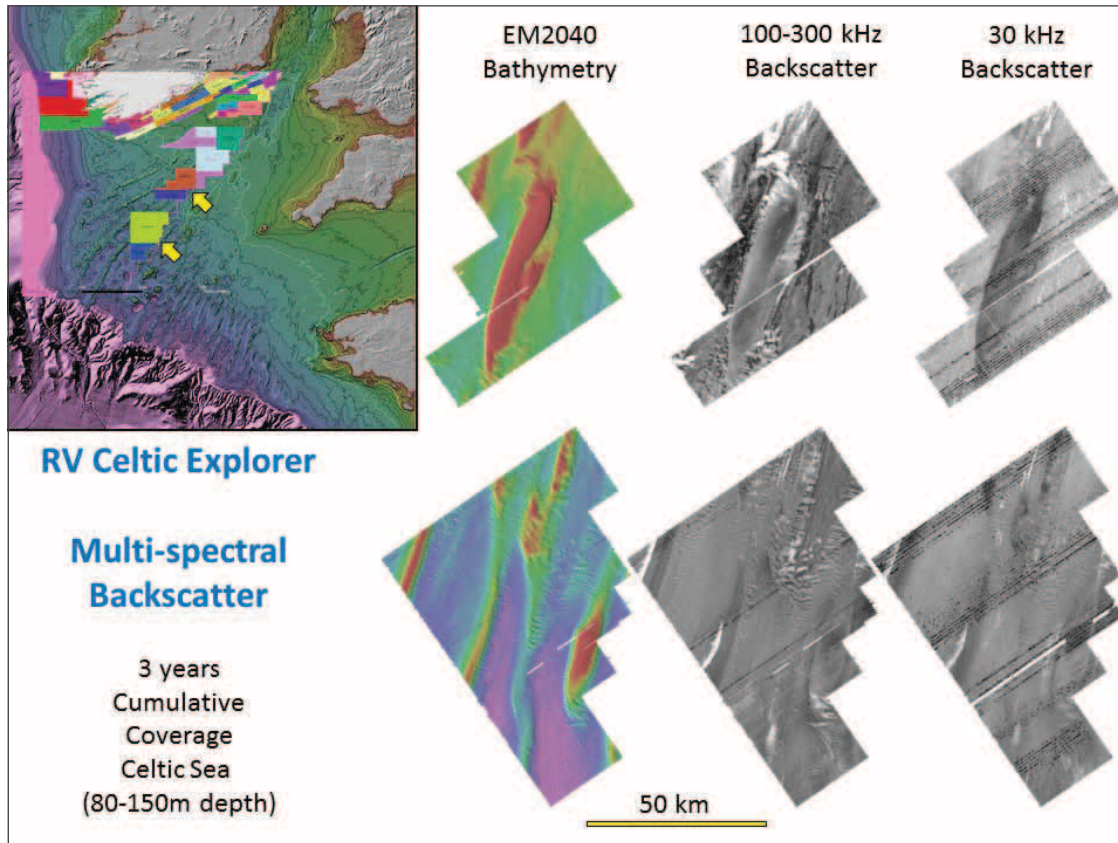 EM2040
Bathymetry
100-300 kHz
Backscatter
30 kHz
Backscatter
RV Celtic Explorer
Multi-spectral
Backscatter
3 years
Cumulative
Coverage
Celtic Sea
(80-150m depth)
50 km